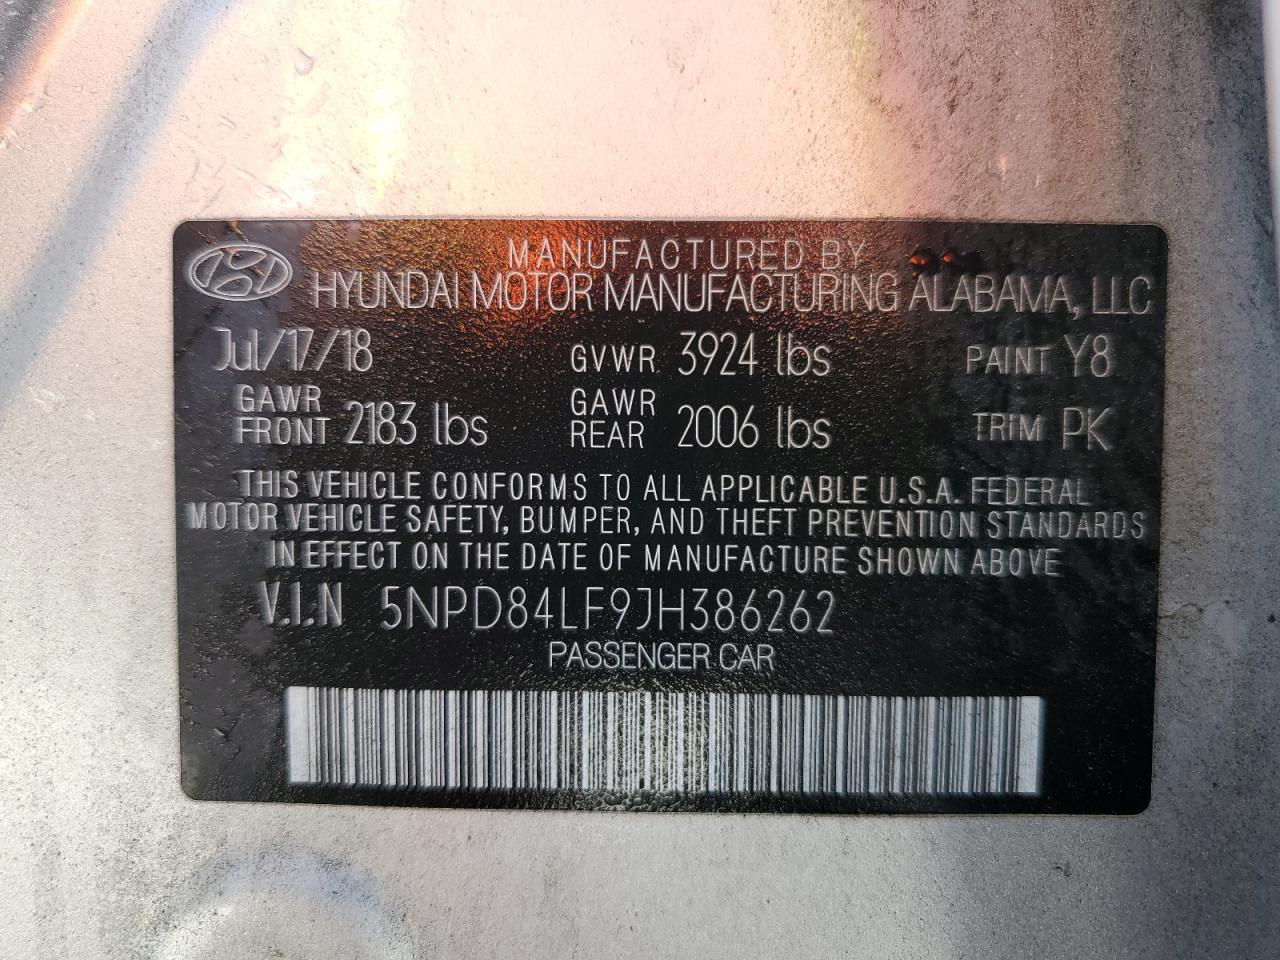 MANUFACTURED BY
HYUNDAI MOTOR MANUFACTURING ALABAMA, LLC
Jul/17/18 GVWR 3924 lbs PAINT Y8
GAWR FRONT 2183 lbs GAWR REAR 2006 lbs TRIM PK
THIS VEHICLE CONFORMS TO ALL APPLICABLE U.S.A. FEDERAL
MOTOR VEHICLE SAFETY, BUMPER, AND THEFT PREVENTION STANDARDS
IN EFFECT ON THE DATE OF MANUFACTURE SHOWN ABOVE
V.I.N 5NPD84LF9JH386262
PASSENGER CAR